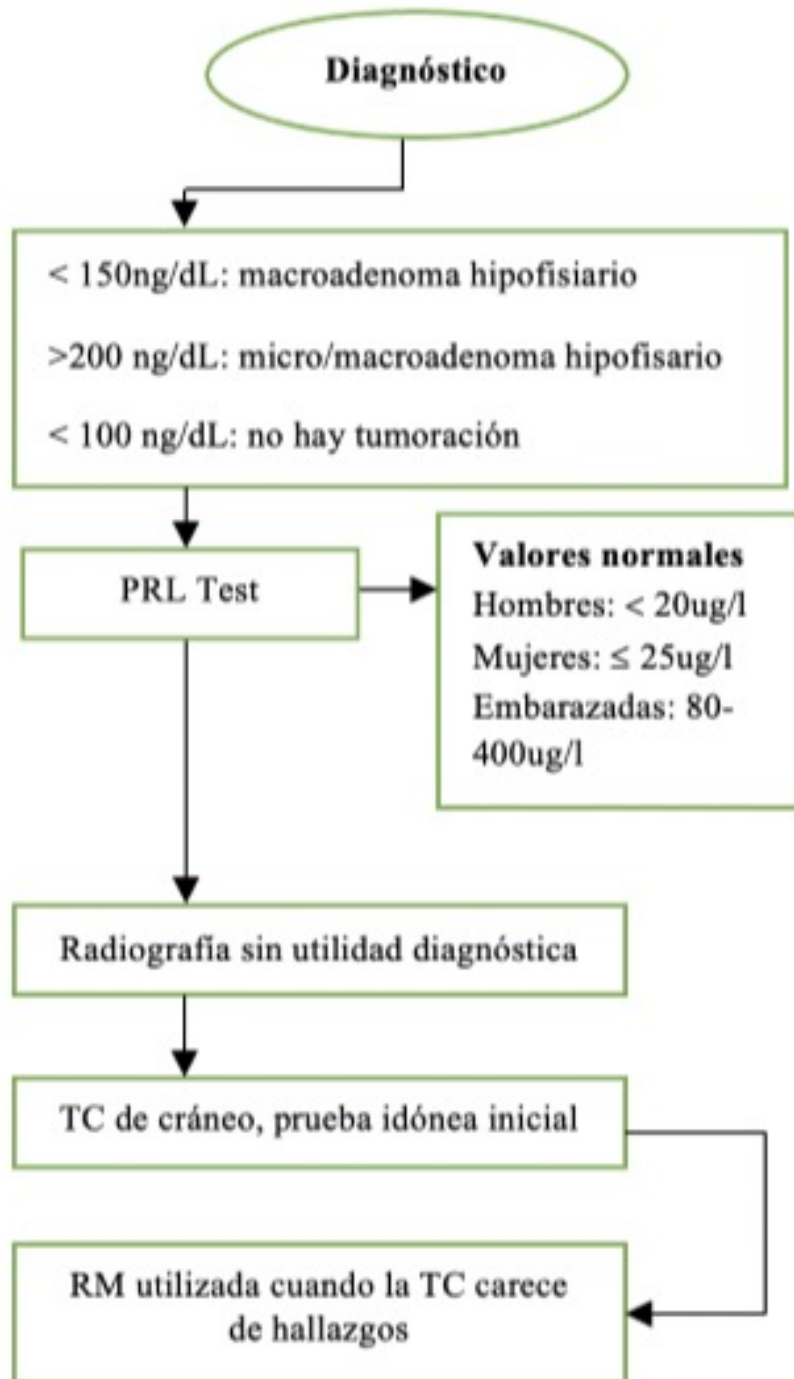 Diagnóstico
< 150ng/dL: macroadenoma hipofisiario
>200 ng/dL: micro/macroadenoma hipofisario
< 100 ng/dL: no hay tumoración
PRL Test
Valores normales
Hombres: < 20ug/l
Mujeres: ≤ 25ug/l
Embarazadas: 80-
400ug/l
Radiografía sin utilidad diagnóstica
TC de cráneo, prueba idónea inicial
RM utilizada cuando la TC carece
de hallazgos